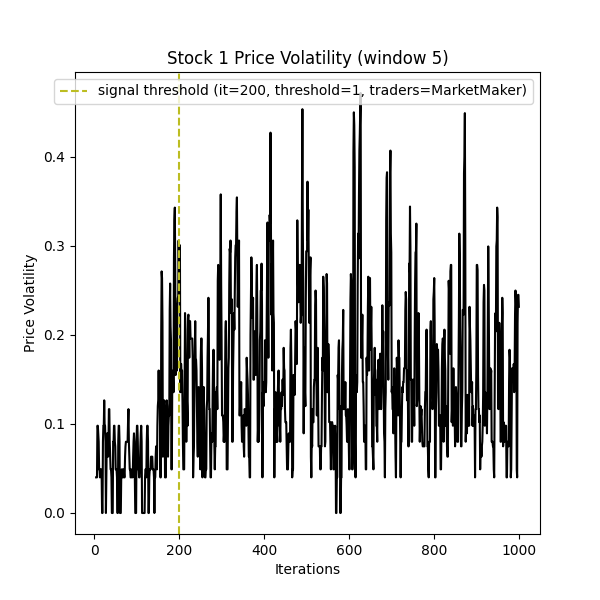 Stock 1 Price Volatility (window 5)
signal threshold (it=200, threshold=1, traders=MarketMaker)
Price Volatility
0.4
0.3
0.2
0.1
0.0
0 200 400 600 800 1000
Iterations